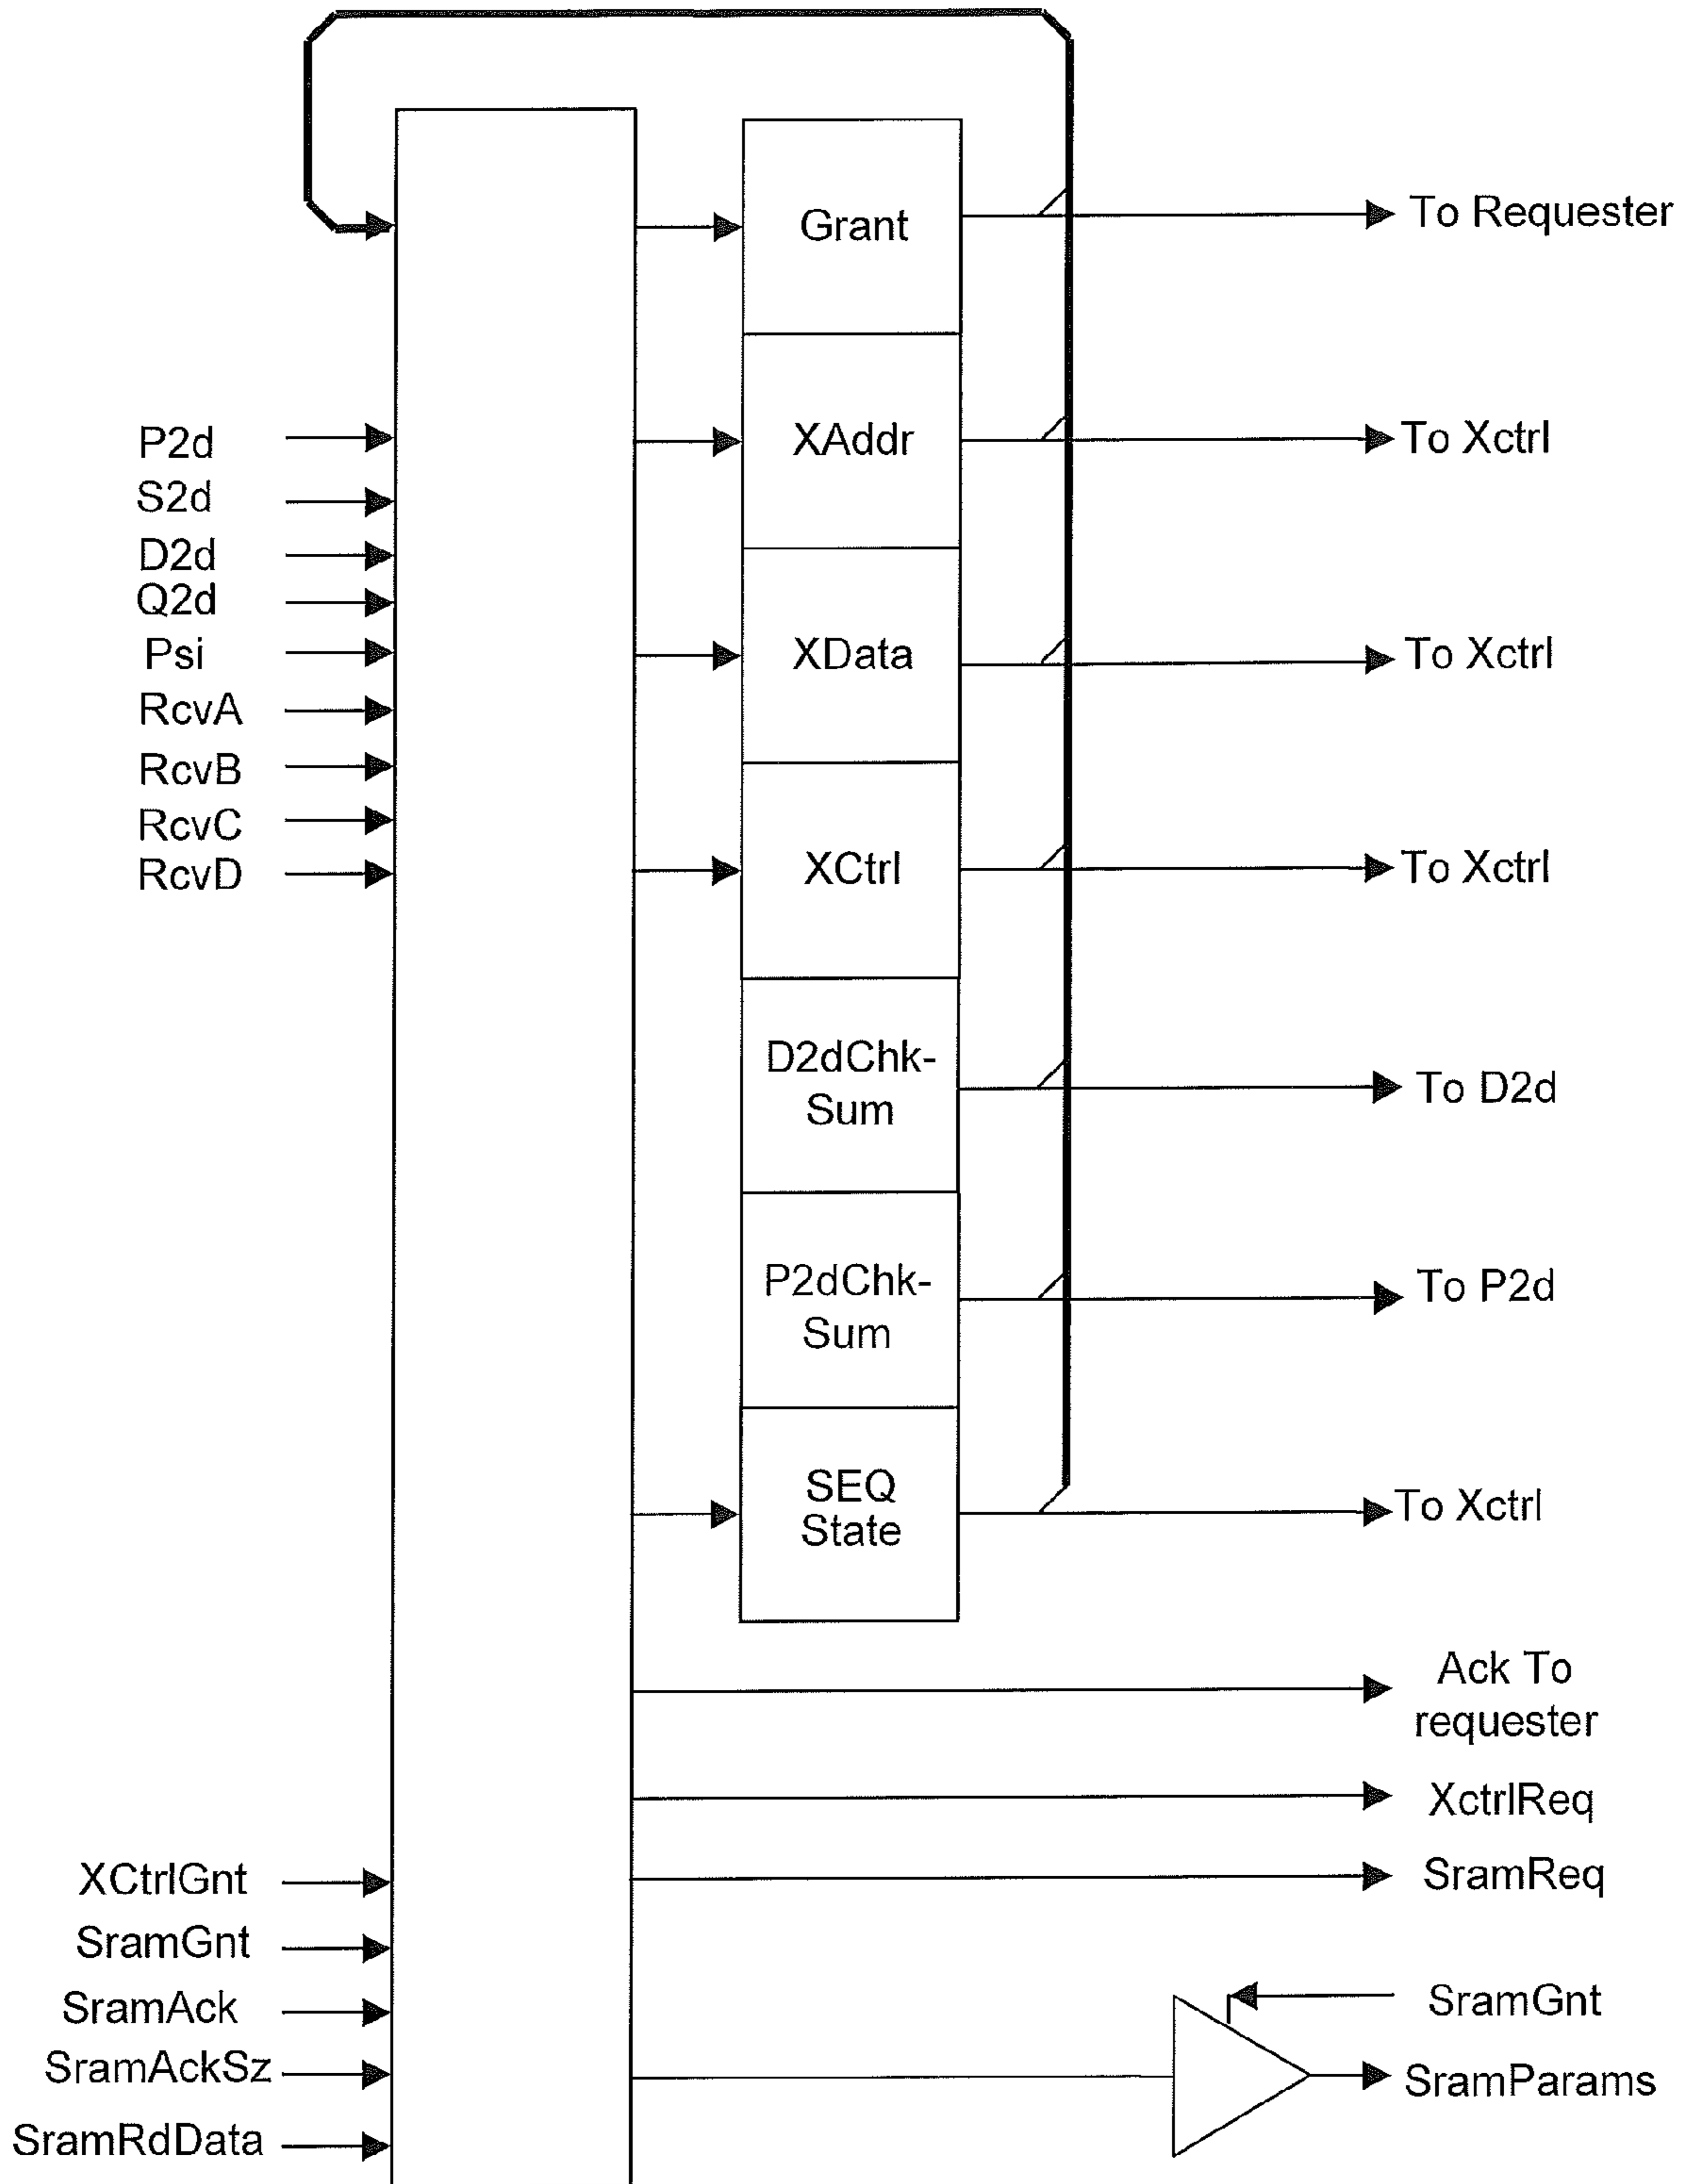 Grant
To Requester
P2d
XAddr
To Xctrl
S2d
D2d
Q2d
Psi
XData
To Xctrl
RcvA
RcvB
RcvC
RcvD
XCtrl
To Xctrl
D2dChk-
Sum
To D2d
P2dChk-
Sum
To P2d
SEQ
State
To Xctrl
Ack To
requester
XctrlReq
XCtrlGnt
SramReq
SramGnt
SramAck
SramGnt
SramAckSz
SramParams
SramRdData